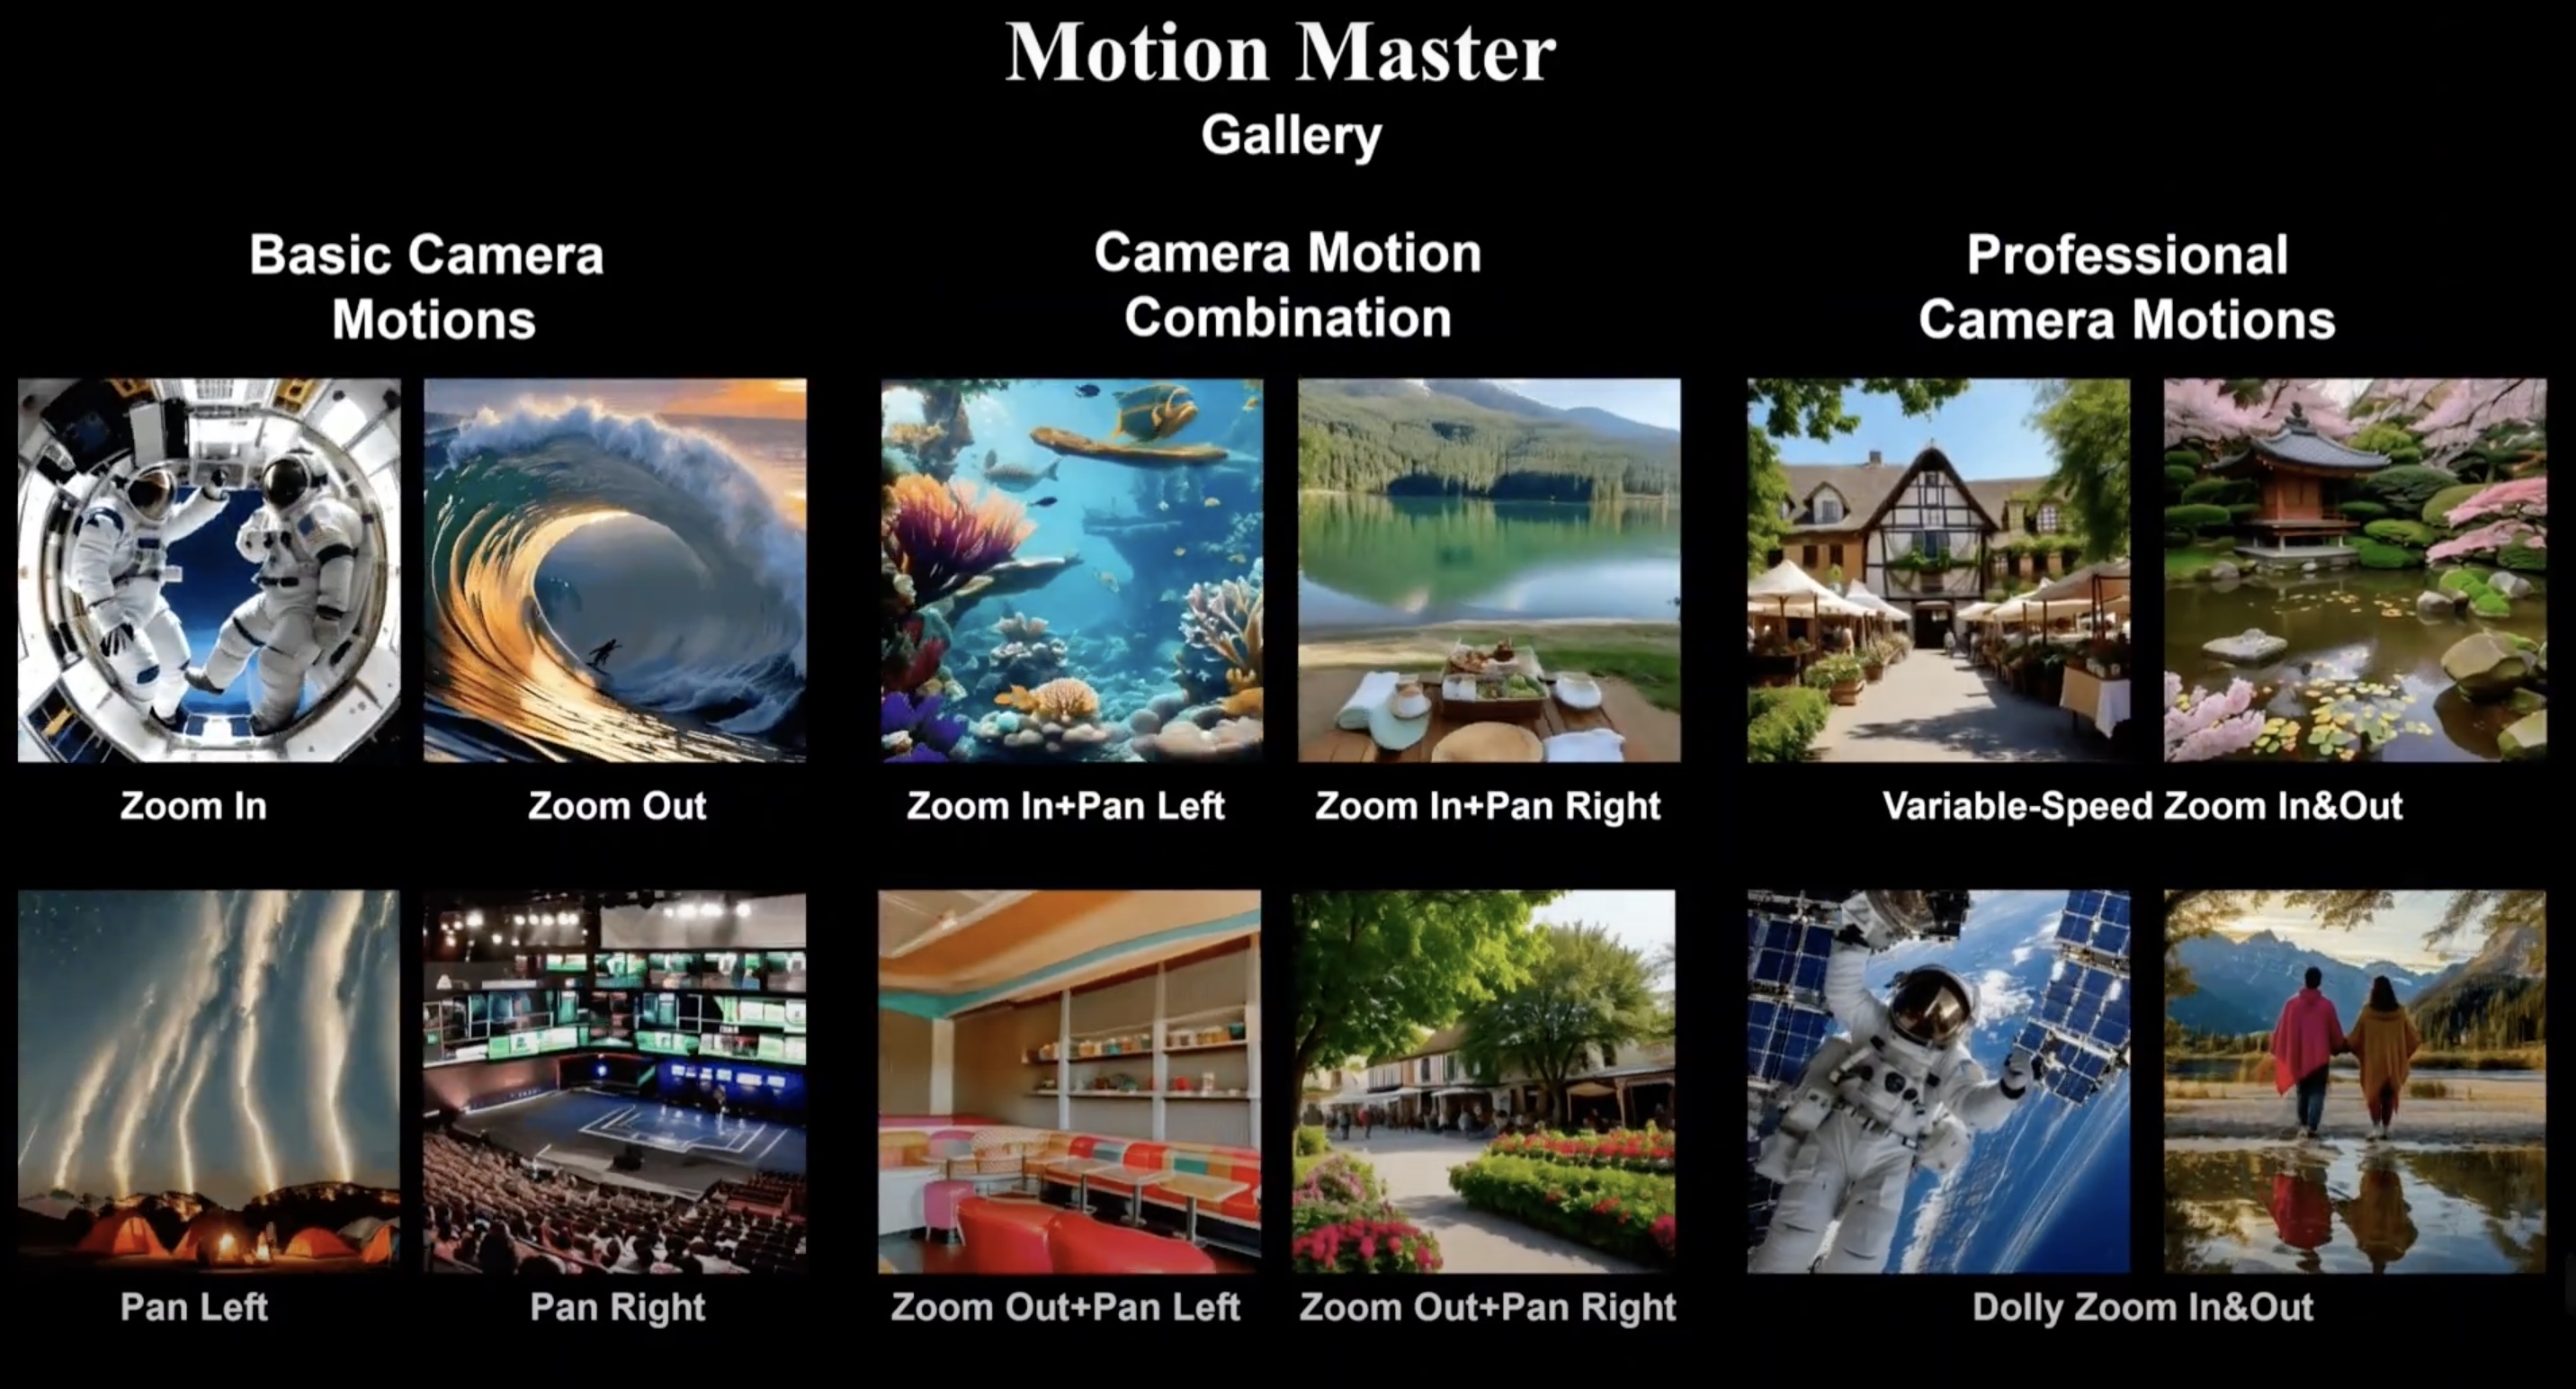 Motion Master
Gallery
Basic Camera
Motions
Camera Motion
Combination
Professional
Camera Motions
Zoom In
Zoom Out
Zoom In+Pan Left
Zoom In+Pan Right
Variable-Speed Zoom In&Out
Pan Left
Pan Right
Zoom Out+Pan Left
Zoom Out+Pan Right
Dolly Zoom In&Out